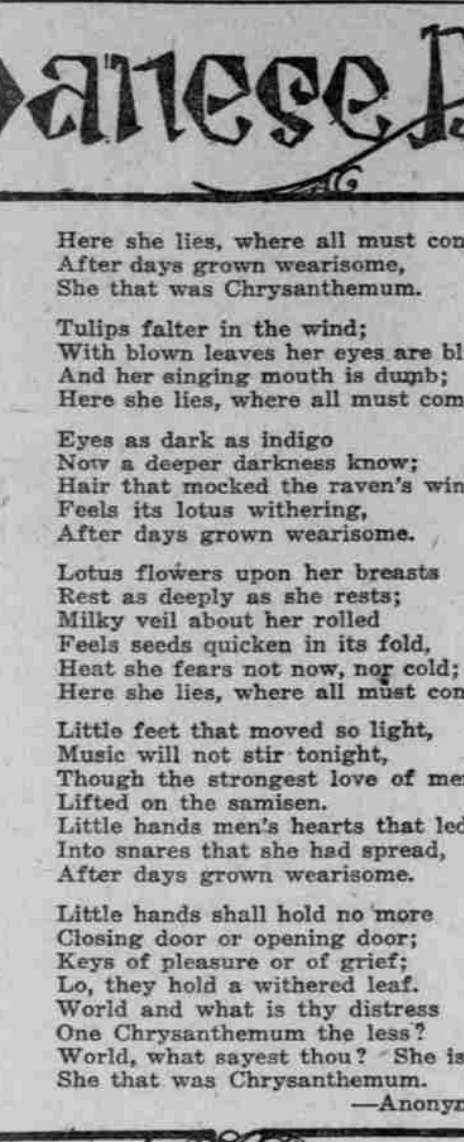 panese
Here she lies, where all must com
After days grown wearisome,
She that was Chrysanthemum.
Tulips falter in the wind;
With blown leaves her eyes are bl
And her singing mouth is dumb;
Here she lies, where all must com
Eyes as dark as indigo
Now a deeper darkness know;
Hair that mocked the raven's win
Feels its lotus withering,
After days grown wearisome.
Lotus flowers upon her breasts
Rest as deeply as she rests;
Milky veil about her rolled
Feels seeds quicken in its fold,
Heat she fears not now, nor cold;
Here she lies, where all must com
Little feet that moved so light,
Music will not stir tonight,
Though the strongest love of me
Lifted on the samisen.
Little hands men's hearts that led
Into snares that she had spread,
After days grown wearisome.
Little hands shall hold no more
Closing door or opening door;
Keys of pleasure or of grief;
Lo, they hold a withered leaf.
World and what is thy distress
One Chrysanthemum the less?
World, what sayest thou? She is
She that was Chrysanthemum.
—Anonym